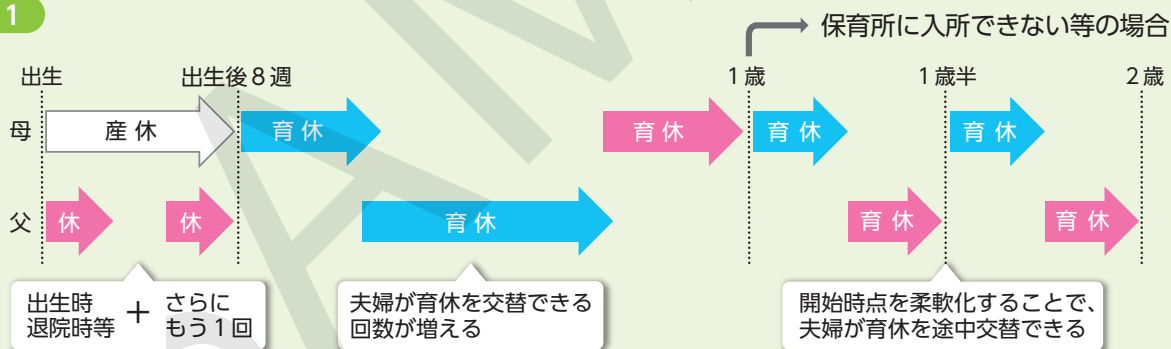 1
保育所に入所できない等の場合
出生
出生後8週
1歳
1歳半
2歳
母
産休
育休
育休
育休
育休
父
休
休
育休
育休
育休
出生時
退院時等
+
さらに
もう1回
夫婦が育休を交替できる
回数が増える
開始時点を柔軟化することで、
夫婦が育休を途中交替できる